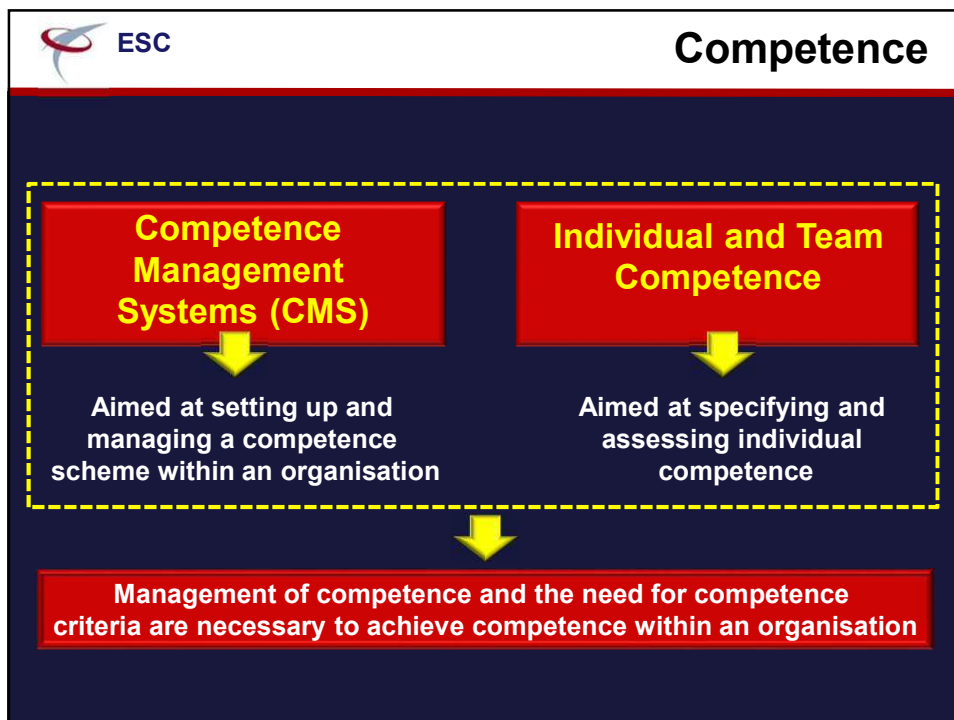 ESC
Competence
Competence
Management
Systems (CMS)
Individual and Team
Competence
Aimed at setting up and
managing a competence
scheme within an organisation
Aimed at specifying and
assessing individual
competence
Management of competence and the need for competence
criteria are necessary to achieve competence within an organisation